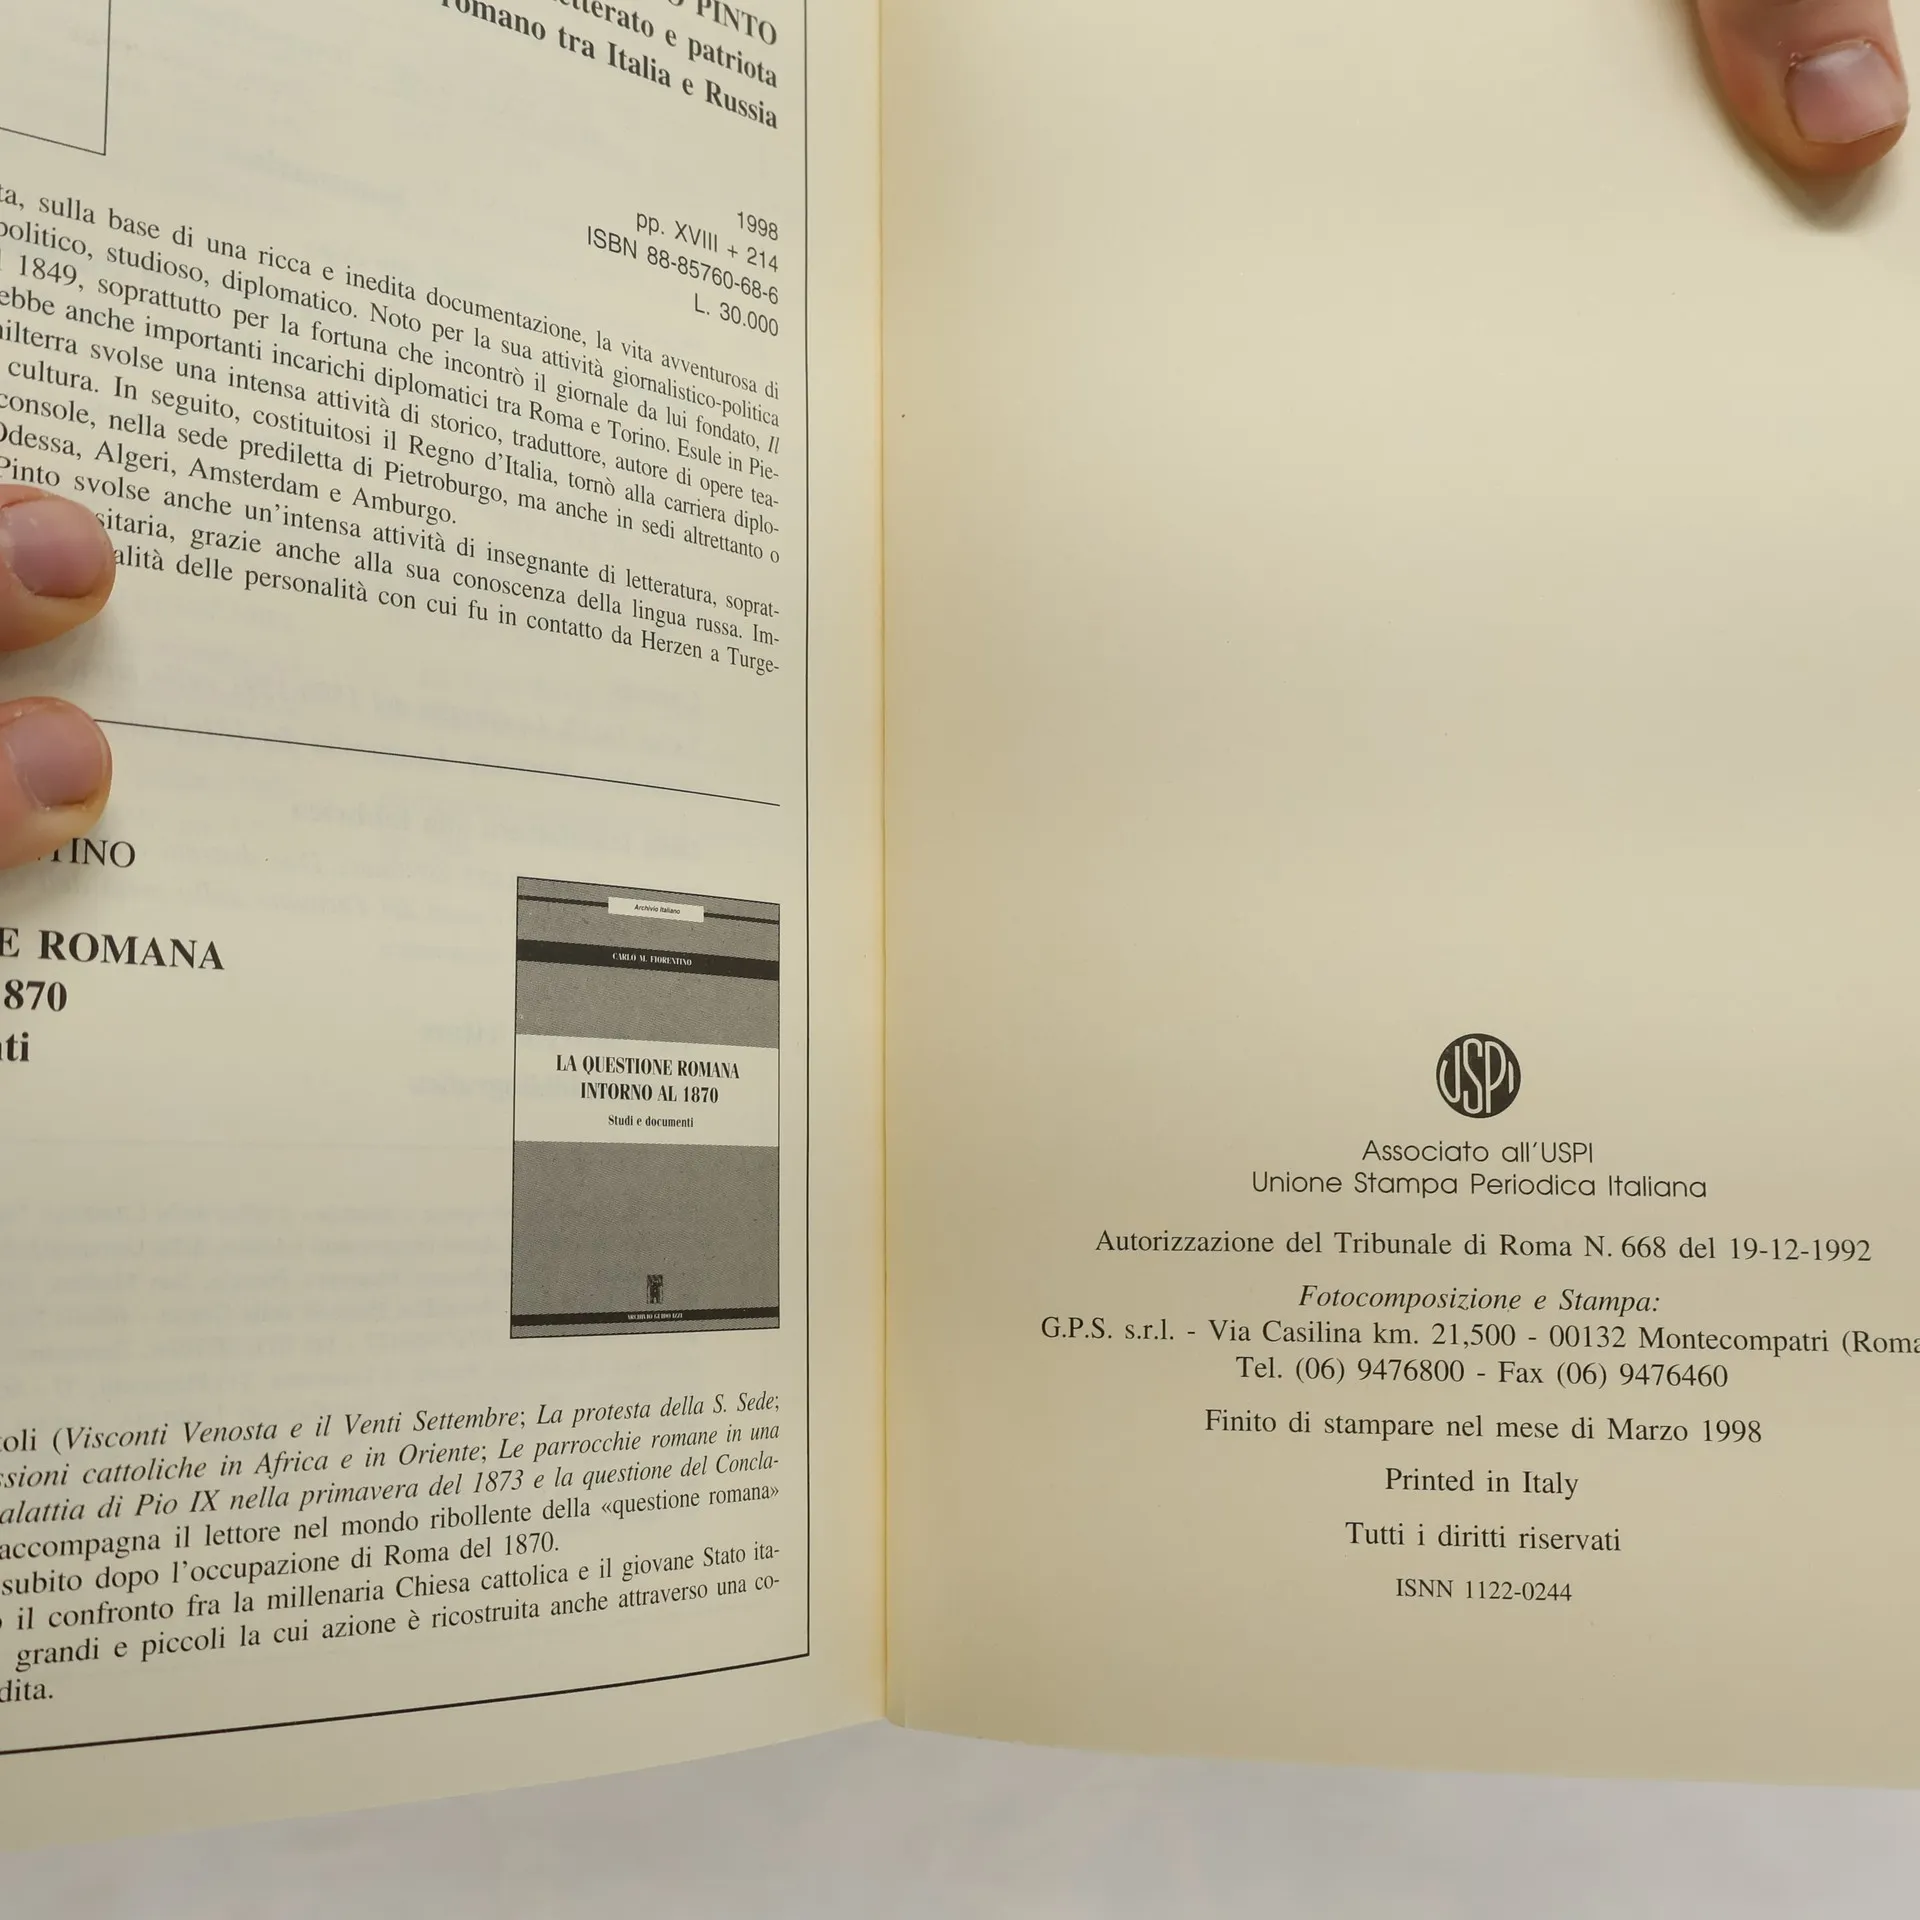 PINTO
letterato e patriota
romano tra Italia e Russia
1998
pp. XVIII + 214
ISBN 88-85760-68-6
L. 30.000
ta, sulla base di una ricca e inedita documentazione, la vita avventurosa di
politico, studioso, diplomatico. Noto per la sua attività giornalistico-politica
1849, soprattutto per la fortuna che incontrò il giornale da lui fondato, Il
ebbe anche importanti incarichi diplomatici tra Roma e Torino. Esule in Pie-
hilterra svolse una intensa attività di storico, traduttore, autore di opere tea-
cultura. In seguito, costituitosi il Regno d'Italia, tornò alla carriera diplo-
console, nella sede prediletta di Pietroburgo, ma anche in sedi altrettanto o
Odessa, Algeri, Amsterdam e Amburgo.
Pinto svolse anche un'intensa attività di insegnante di letteratura, soprat-
sitaria, grazie anche alla sua conoscenza della lingua russa. Im-
alità delle personalità con cui fu in contatto da Herzen a Turge-
TINO
E ROMANA
870
ti
Archivio italiano
CARLO M. FIORENTINO
LA QUESTIONE ROMANA
INTORNO AL 1870
Studi e documenti
ARCHIVIO GUIDO IZZI
oli (Visconti Venosta e il Venti Settembre; La protesta della S. Sede;
ssioni cattoliche in Africa e in Oriente; Le parrocchie romane in una
alattia di Pio IX nella primavera del 1873 e la questione del Concla-
accompagna il lettore nel mondo ribollente della «questione romana»
subito dopo l'occupazione di Roma del 1870.
il confronto fra la millenaria Chiesa cattolica e il giovane Stato ita-
grandi e piccoli la cui azione è ricostruita anche attraverso una co-
dita.
USPI
Associato all'USPI
Unione Stampa Periodica Italiana
Autorizzazione del Tribunale di Roma N. 668 del 19-12-1992
Fotocomposizione e Stampa:
G.P.S. s.r.l. - Via Casilina km. 21,500 - 00132 Montecompatri (Roma
Tel. (06) 9476800 - Fax (06) 9476460
Finito di stampare nel mese di Marzo 1998
Printed in Italy
Tutti i diritti riservati
ISNN 1122-0244